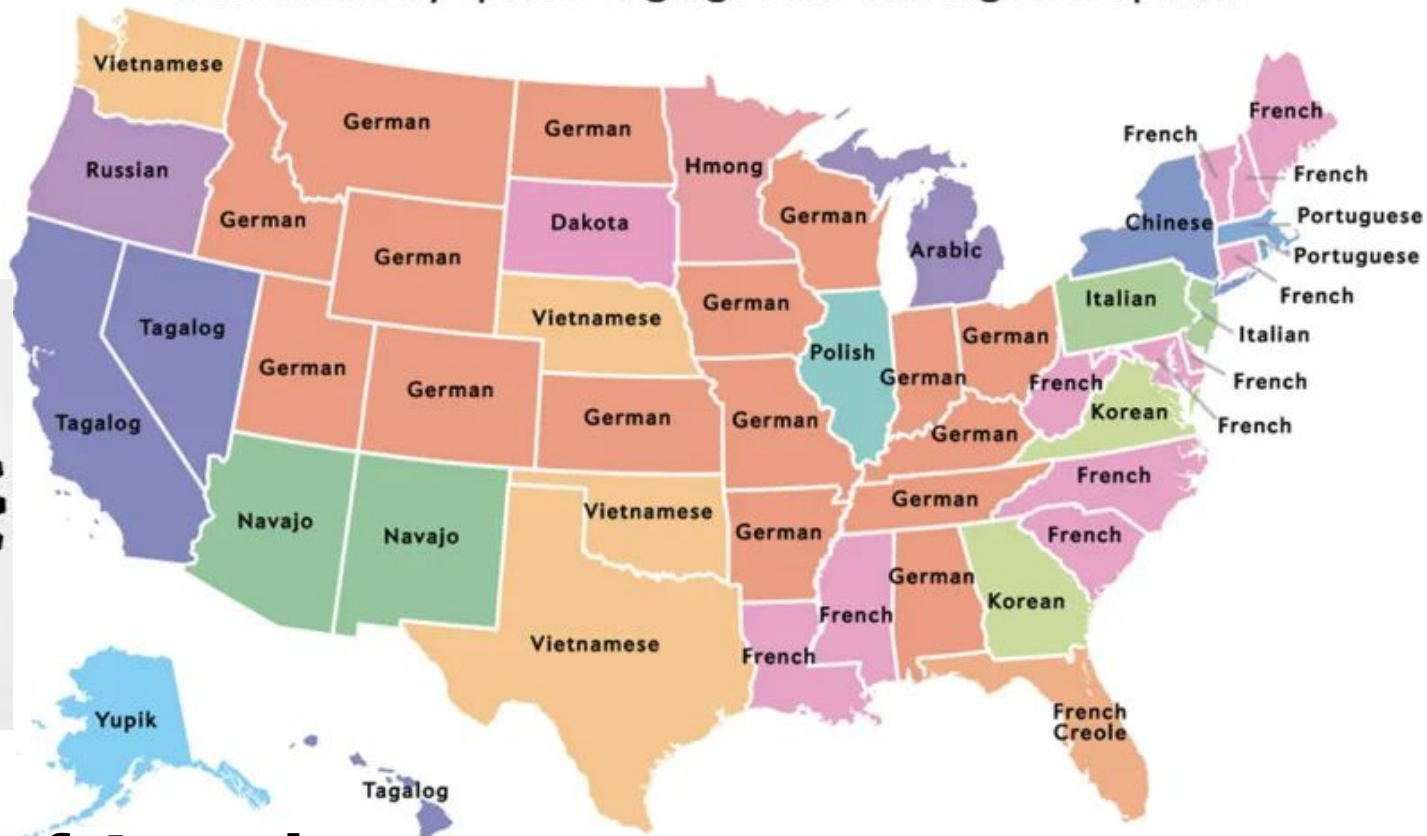 Vietnamese
German
German
Hmong
French
French
Russian
German
Dakota
German
French
Portuguese
German
Chinese
Arabic
Portuguese
French
Tagalog
Vietnamese
German
Italian
Italian
German
German
Polish
German
German
French
French
French
Tagalog
German
German
German
Korean
French
Navajo
Navajo
Vietnamese
German
German
French
French
German
Korean
Vietnamese
French
French
Yupik
French
Creole
Tagalog